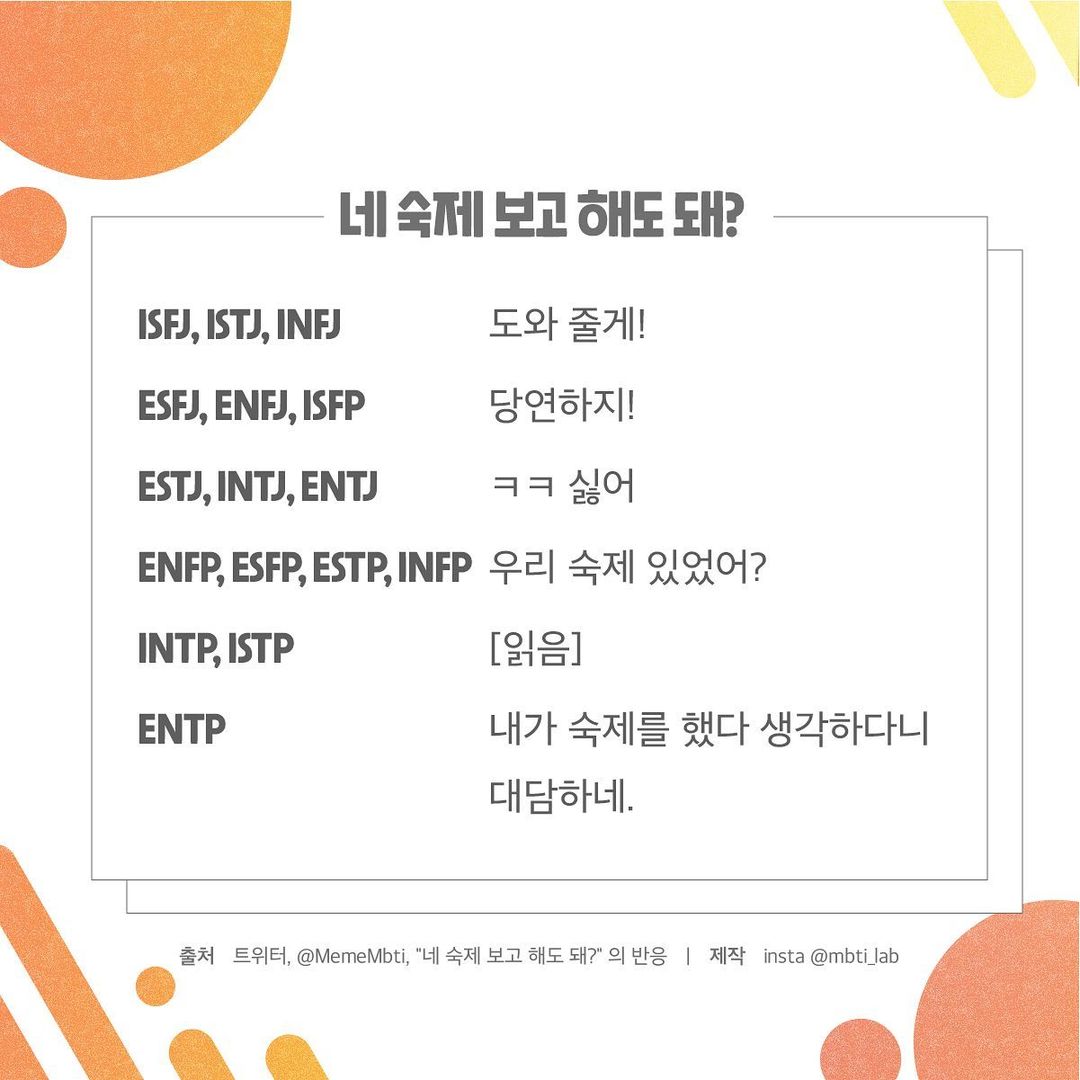 네 숙제 보고 해도 돼?
ISFJ, ISTJ, INFJ 도와 줄게!
ESFJ, ENFJ, ISFP 당연하지!
ESTJ, INTJ, ENTJ ㅋㅋ 싫어
ENFP, ESFP, ESTP, INFP 우리 숙제 있었어?
INTP, ISTP [읽음]
ENTP 내가 숙제를 했다 생각하다니
대담하네.
출처 트위터, @MemeMbti, "네 숙제 보고 해도 돼?" 의 반응 | 제작 insta @mbti_lab